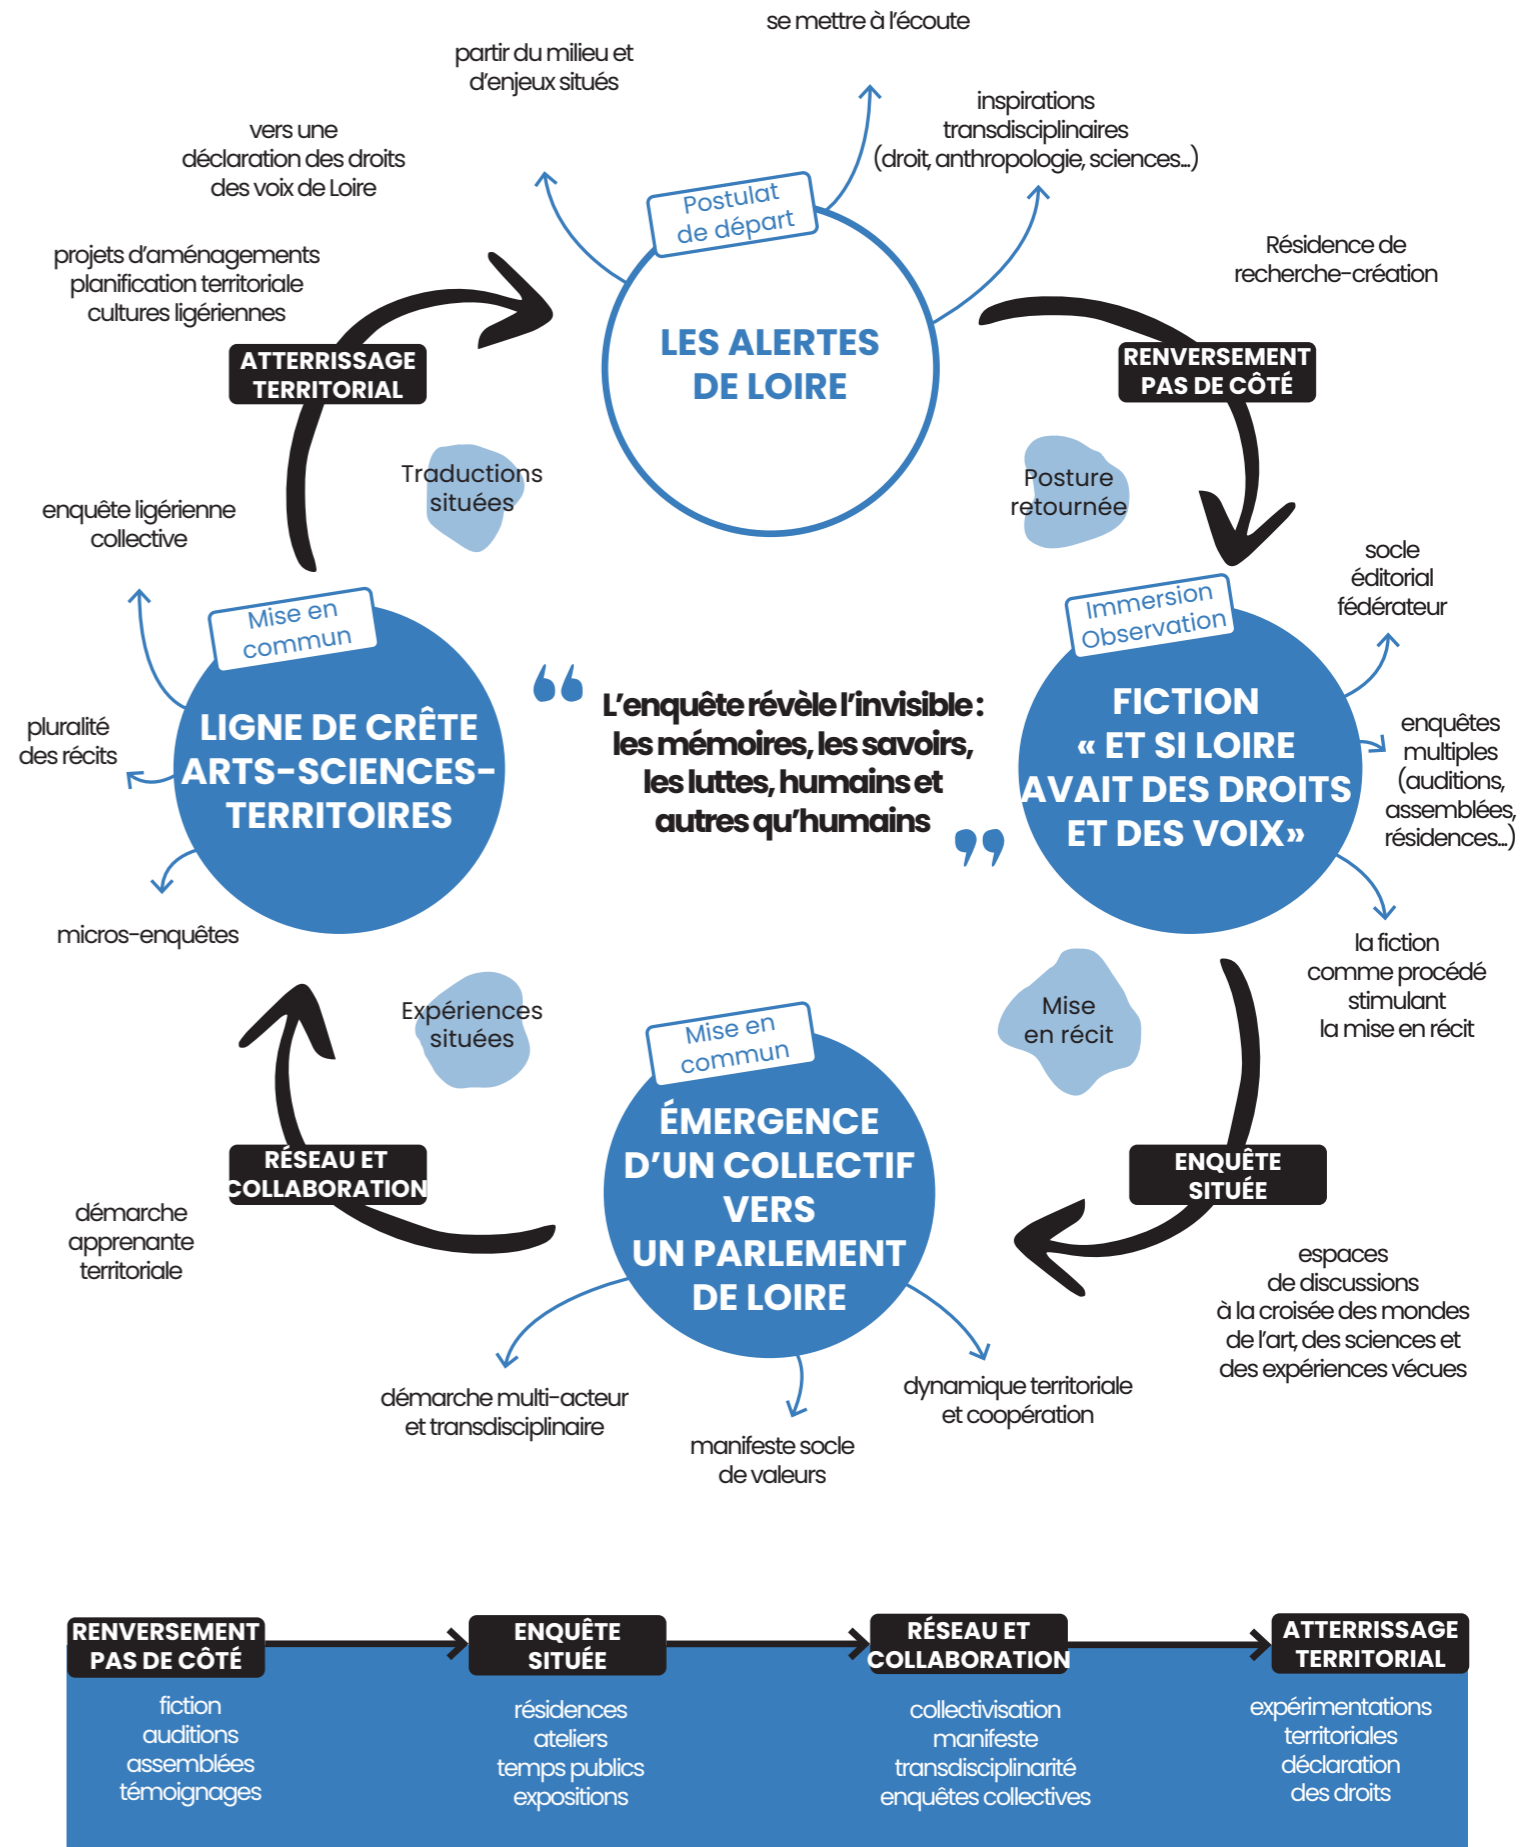 se mettre à l'écoute
partir du milieu et
d'enjeux situés
inspirations
transdisciplinaires
(droit, anthropologie, sciences...)
vers une
déclaration des droits
des voix de Loire
projets d'aménagements
planification territoriale
cultures ligériennes
Postulat
de départ
LES ALERTES
DE LOIRE
Résidence de
recherche-création
ATTERRISSAGE
TERRITORIAL
RENVERSEMENT
PAS DE CÔTÉ
Traductions
situées
Posture
retournée
enquête ligérienne
collective
socle
éditorial
fédérateur
Mise en
commun
LIGNE DE CRÊTE
ARTS-SCIENCES-
TERRITOIRES
pluralité
des récits
micros-enquêtes
“
L'enquête révèle l'invisible :
les mémoires, les savoirs,
les luttes, humains et
autres qu'humains
”
Immersion
Observation
FICTION
« ET SI LOIRE
AVAIT DES DROITS
ET DES VOIX»
enquêtes
multiples
(auditions,
assemblées,
résidences...)
la fiction
comme procédé
stimulant
la mise en récit
Expériences
situées
Mise
en récit
Mise en
commun
ÉMERGENCE
D'UN COLLECTIF
VERS
UN PARLEMENT
DE LOIRE
RÉSEAU ET
COLLABORATION
ENQUÊTE
SITUÉE
démarche
apprenante
territoriale
espaces
de discussions
à la croisée des mondes
de l'art, des sciences et
des expériences vécues
démarche multi-acteur
et transdisciplinaire
manifeste socle
de valeurs
dynamique territoriale
et coopération
RENVERSEMENT
PAS DE CÔTÉ
fiction
auditions
assemblées
témoignages
ENQUÊTE
SITUÉE
résidences
ateliers
temps publics
expositions
RÉSEAU ET
COLLABORATION
collectivisation
manifeste
transdisciplinarité
enquêtes collectives
ATTERRISSAGE
TERRITORIAL
expérimentations
territoriales
déclaration
des droits